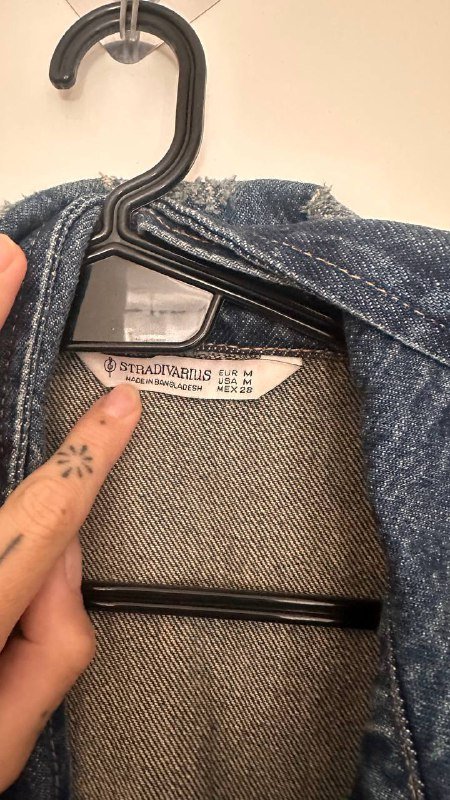 STRADIVARIUS
MADE IN BANGLADESH
EUR M
USA M
MEX 28